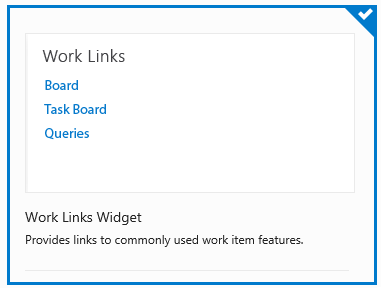 Work Links
Board
Task Board
Queries
Work Links Widget
Provides links to commonly used work item features.